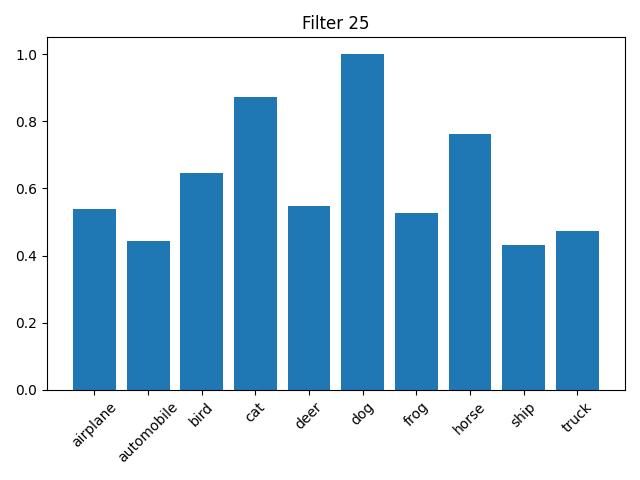 Filter 25
1.0
0.8
0.6
0.4
0.2
0.0
airplane
automobile
bird
cat
deer
dog
frog
horse
ship
truck